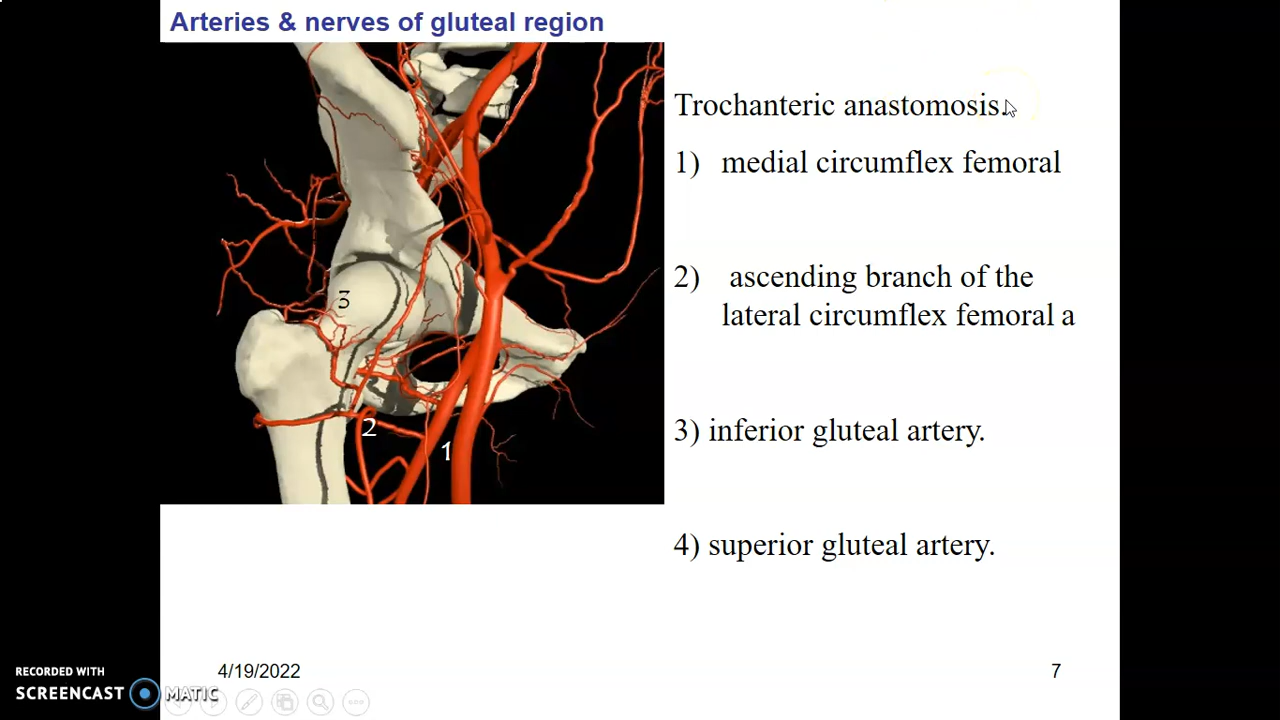 Arteries & nerves of gluteal region
3
2
1
Trochanteric anastomosis.
1) medial circumflex femoral
2) ascending branch of the
lateral circumflex femoral a
3) inferior gluteal artery.
4) superior gluteal artery.
RECORDED WITH
SCREENCAST MATIC
4/19/2022
7